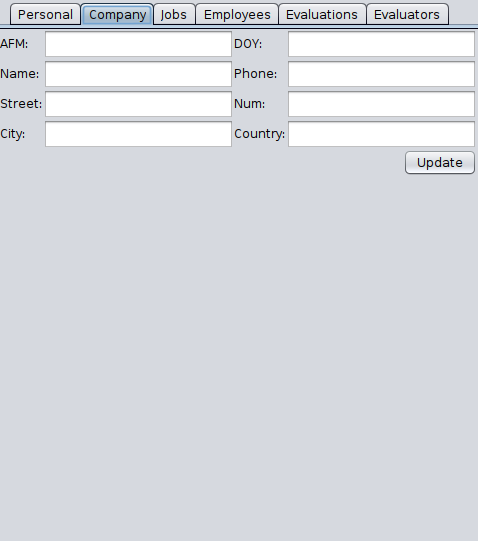 Personal Company Jobs Employees Evaluations Evaluators
AFM: DOY:
Name: Phone:
Street: Num:
City: Country:
Update